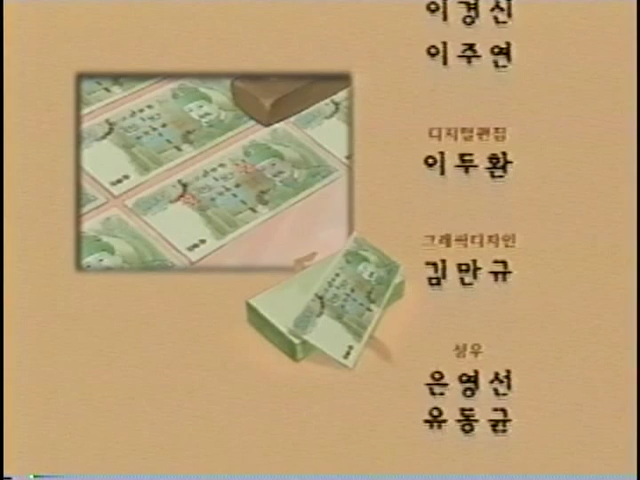 이경신
이주연
디지털편집
이두환
그래픽디자인
김만규
성우
은영선
유동균